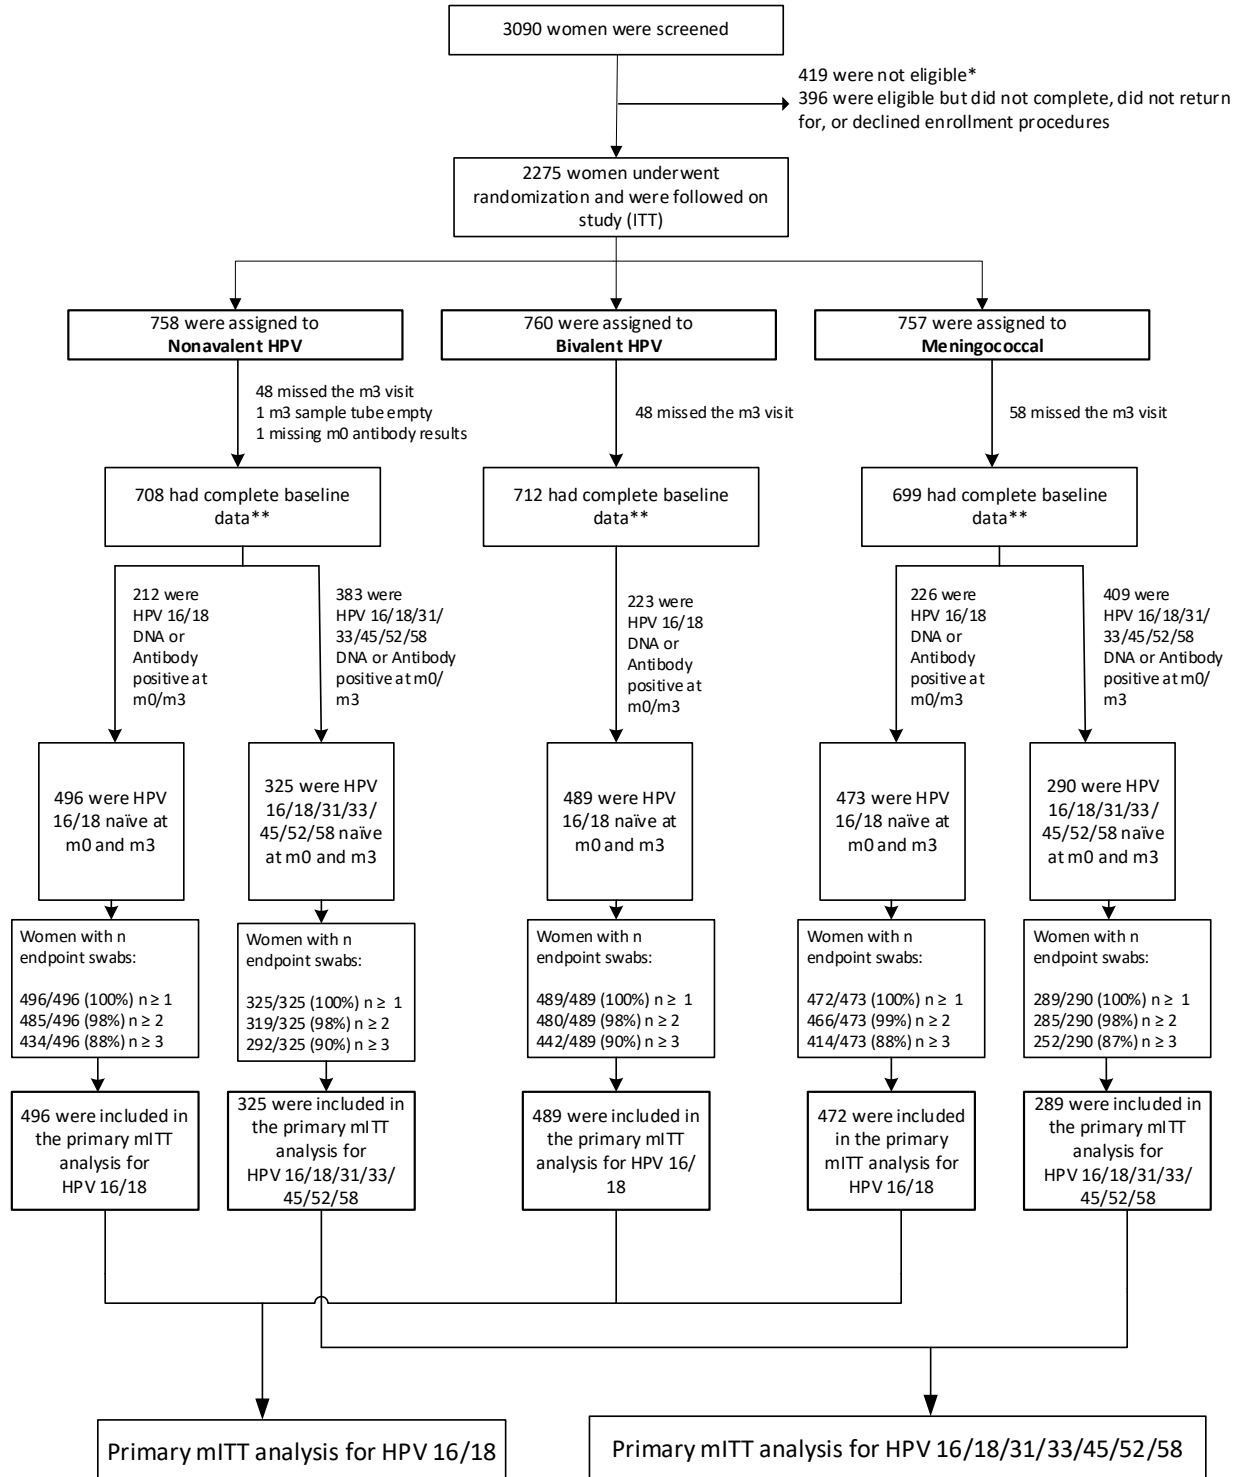 3090 women were screened
419 were not eligible*
396 were eligible but did not complete, did not return
for, or declined enrollment procedures
2275 women underwent
randomization and were followed on
study (ITT)
758 were assigned to
Nonavalent HPV
760 were assigned to
Bivalent HPV
757 were assigned to
Meningococcal
48 missed the m3 visit
1 m3 sample tube empty
1 missing m0 antibody results
48 missed the m3 visit
58 missed the m3 visit
708 had complete baseline
data**
712 had complete baseline
data**
699 had complete baseline
data**
212 were
HPV 16/18
DNA or
Antibody
positive at
m0/m3
383 were
HPV 16/18/31/
33/45/52/58
DNA or Antibody
positive at m0/
m3
223 were
HPV 16/18
DNA or
Antibody
positive at
m0/m3
226 were
HPV 16/18
DNA or
Antibody
positive at
m0/m3
409 were
HPV 16/18/31/
33/45/52/58
DNA or Antibody
positive at m0/
m3
496 were HPV
16/18 naïve at
m0 and m3
325 were HPV
16/18/31/33/
45/52/58 naïve
at m0 and m3
489 were HPV
16/18 naïve at
m0 and m3
473 were HPV
16/18 naïve at
m0 and m3
290 were HPV
16/18/31/33/
45/52/58 naïve
at m0 and m3
Women with n
endpoint swabs:
496/496 (100%) n ≥ 1
485/496 (98%) n ≥ 2
434/496 (88%) n ≥ 3
Women with n
endpoint swabs:
325/325 (100%) n ≥ 1
319/325 (98%) n ≥ 2
292/325 (90%) n ≥ 3
Women with n
endpoint swabs:
489/489 (100%) n ≥ 1
480/489 (98%) n ≥ 2
442/489 (90%) n ≥ 3
Women with n
endpoint swabs:
472/473 (100%) n ≥ 1
466/473 (99%) n ≥ 2
414/473 (88%) n ≥ 3
Women with n
endpoint swabs:
289/290 (100%) n ≥ 1
285/290 (98%) n ≥ 2
252/290 (87%) n ≥ 3
496 were included in
the primary mITT
analysis for
HPV 16/18
325 were included in
the primary mITT
analysis for
HPV 16/18/31/33/
45/52/58
489 were included in
the primary mITT
analysis for HPV 16/
18
472 were included
in the primary
mITT analysis for
HPV 16/18
289 were included in
the primary mITT
analysis for
HPV 16/18/31/33/
45/52/58
Primary mITT analysis for HPV 16/18
Primary mITT analysis for HPV 16/18/31/33/45/52/58